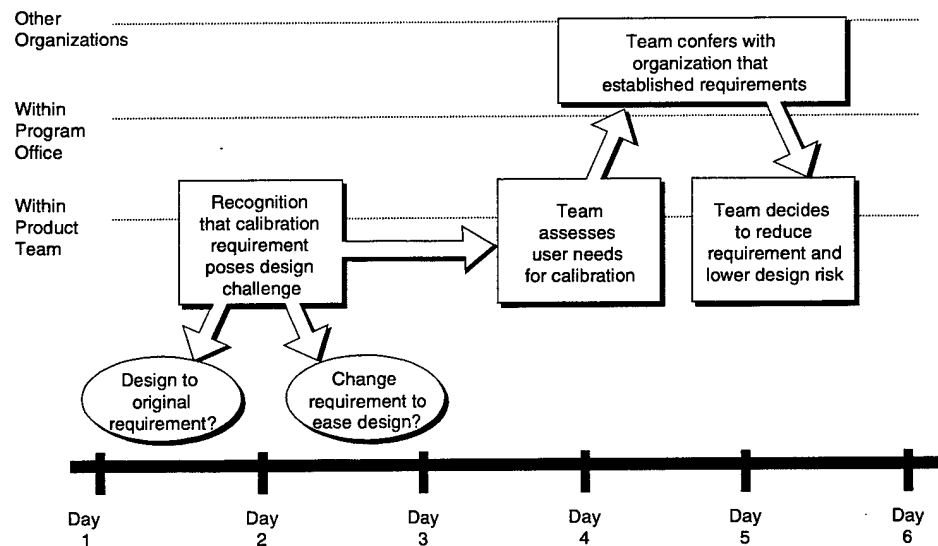 Other
Organizations
Team confers with
organization that
established requirements
Within
Program
Office
Within
Product
Team
Recognition
that calibration
requirement
poses design
challenge
Team
assesses
user needs
for calibration
Team decides
to reduce
requirement and
lower design risk
Design to
original
requirement?
Change
requirement to
ease design?
Day
1
Day
2
Day
3
Day
4
Day
5
Day
6